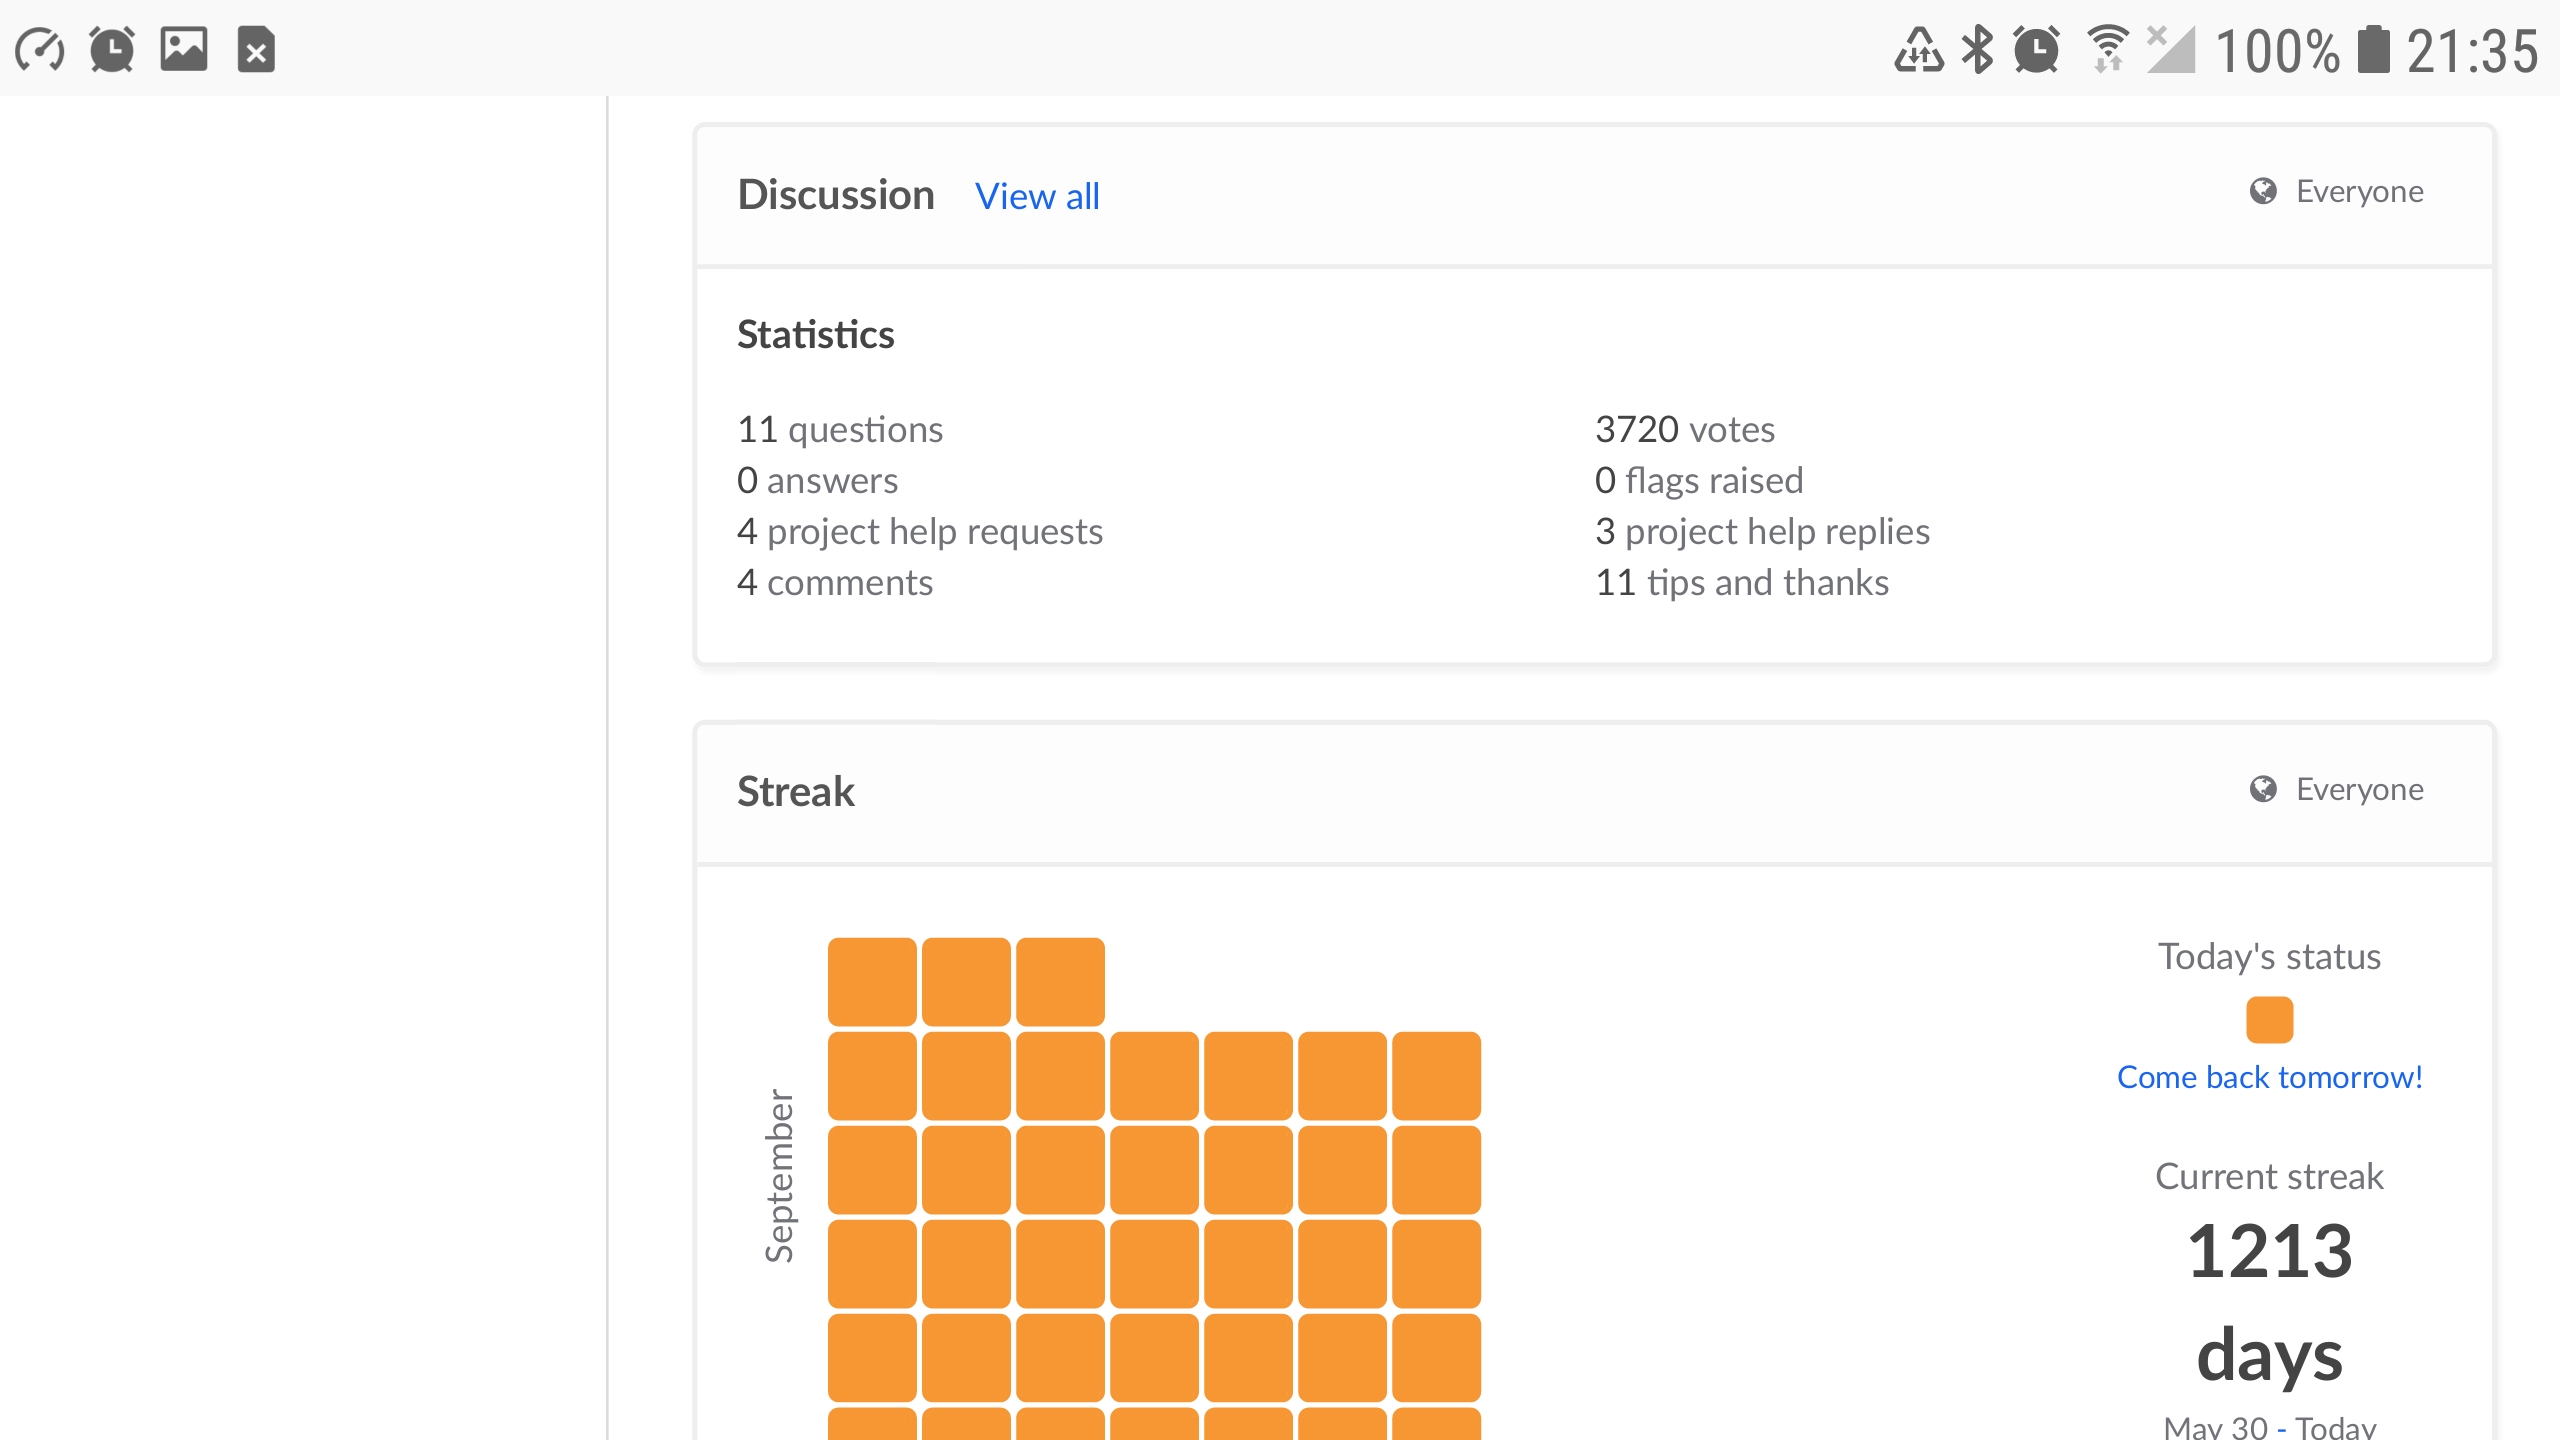 100% 21:35
Discussion View all Everyone
Statistics
11 questions
0 answers
4 project help requests
4 comments
3720 votes
0 flags raised
3 project help replies
11 tips and thanks
Streak Everyone
September
Today's status
Come back tomorrow!
Current streak
1213
days
May 30 - Today